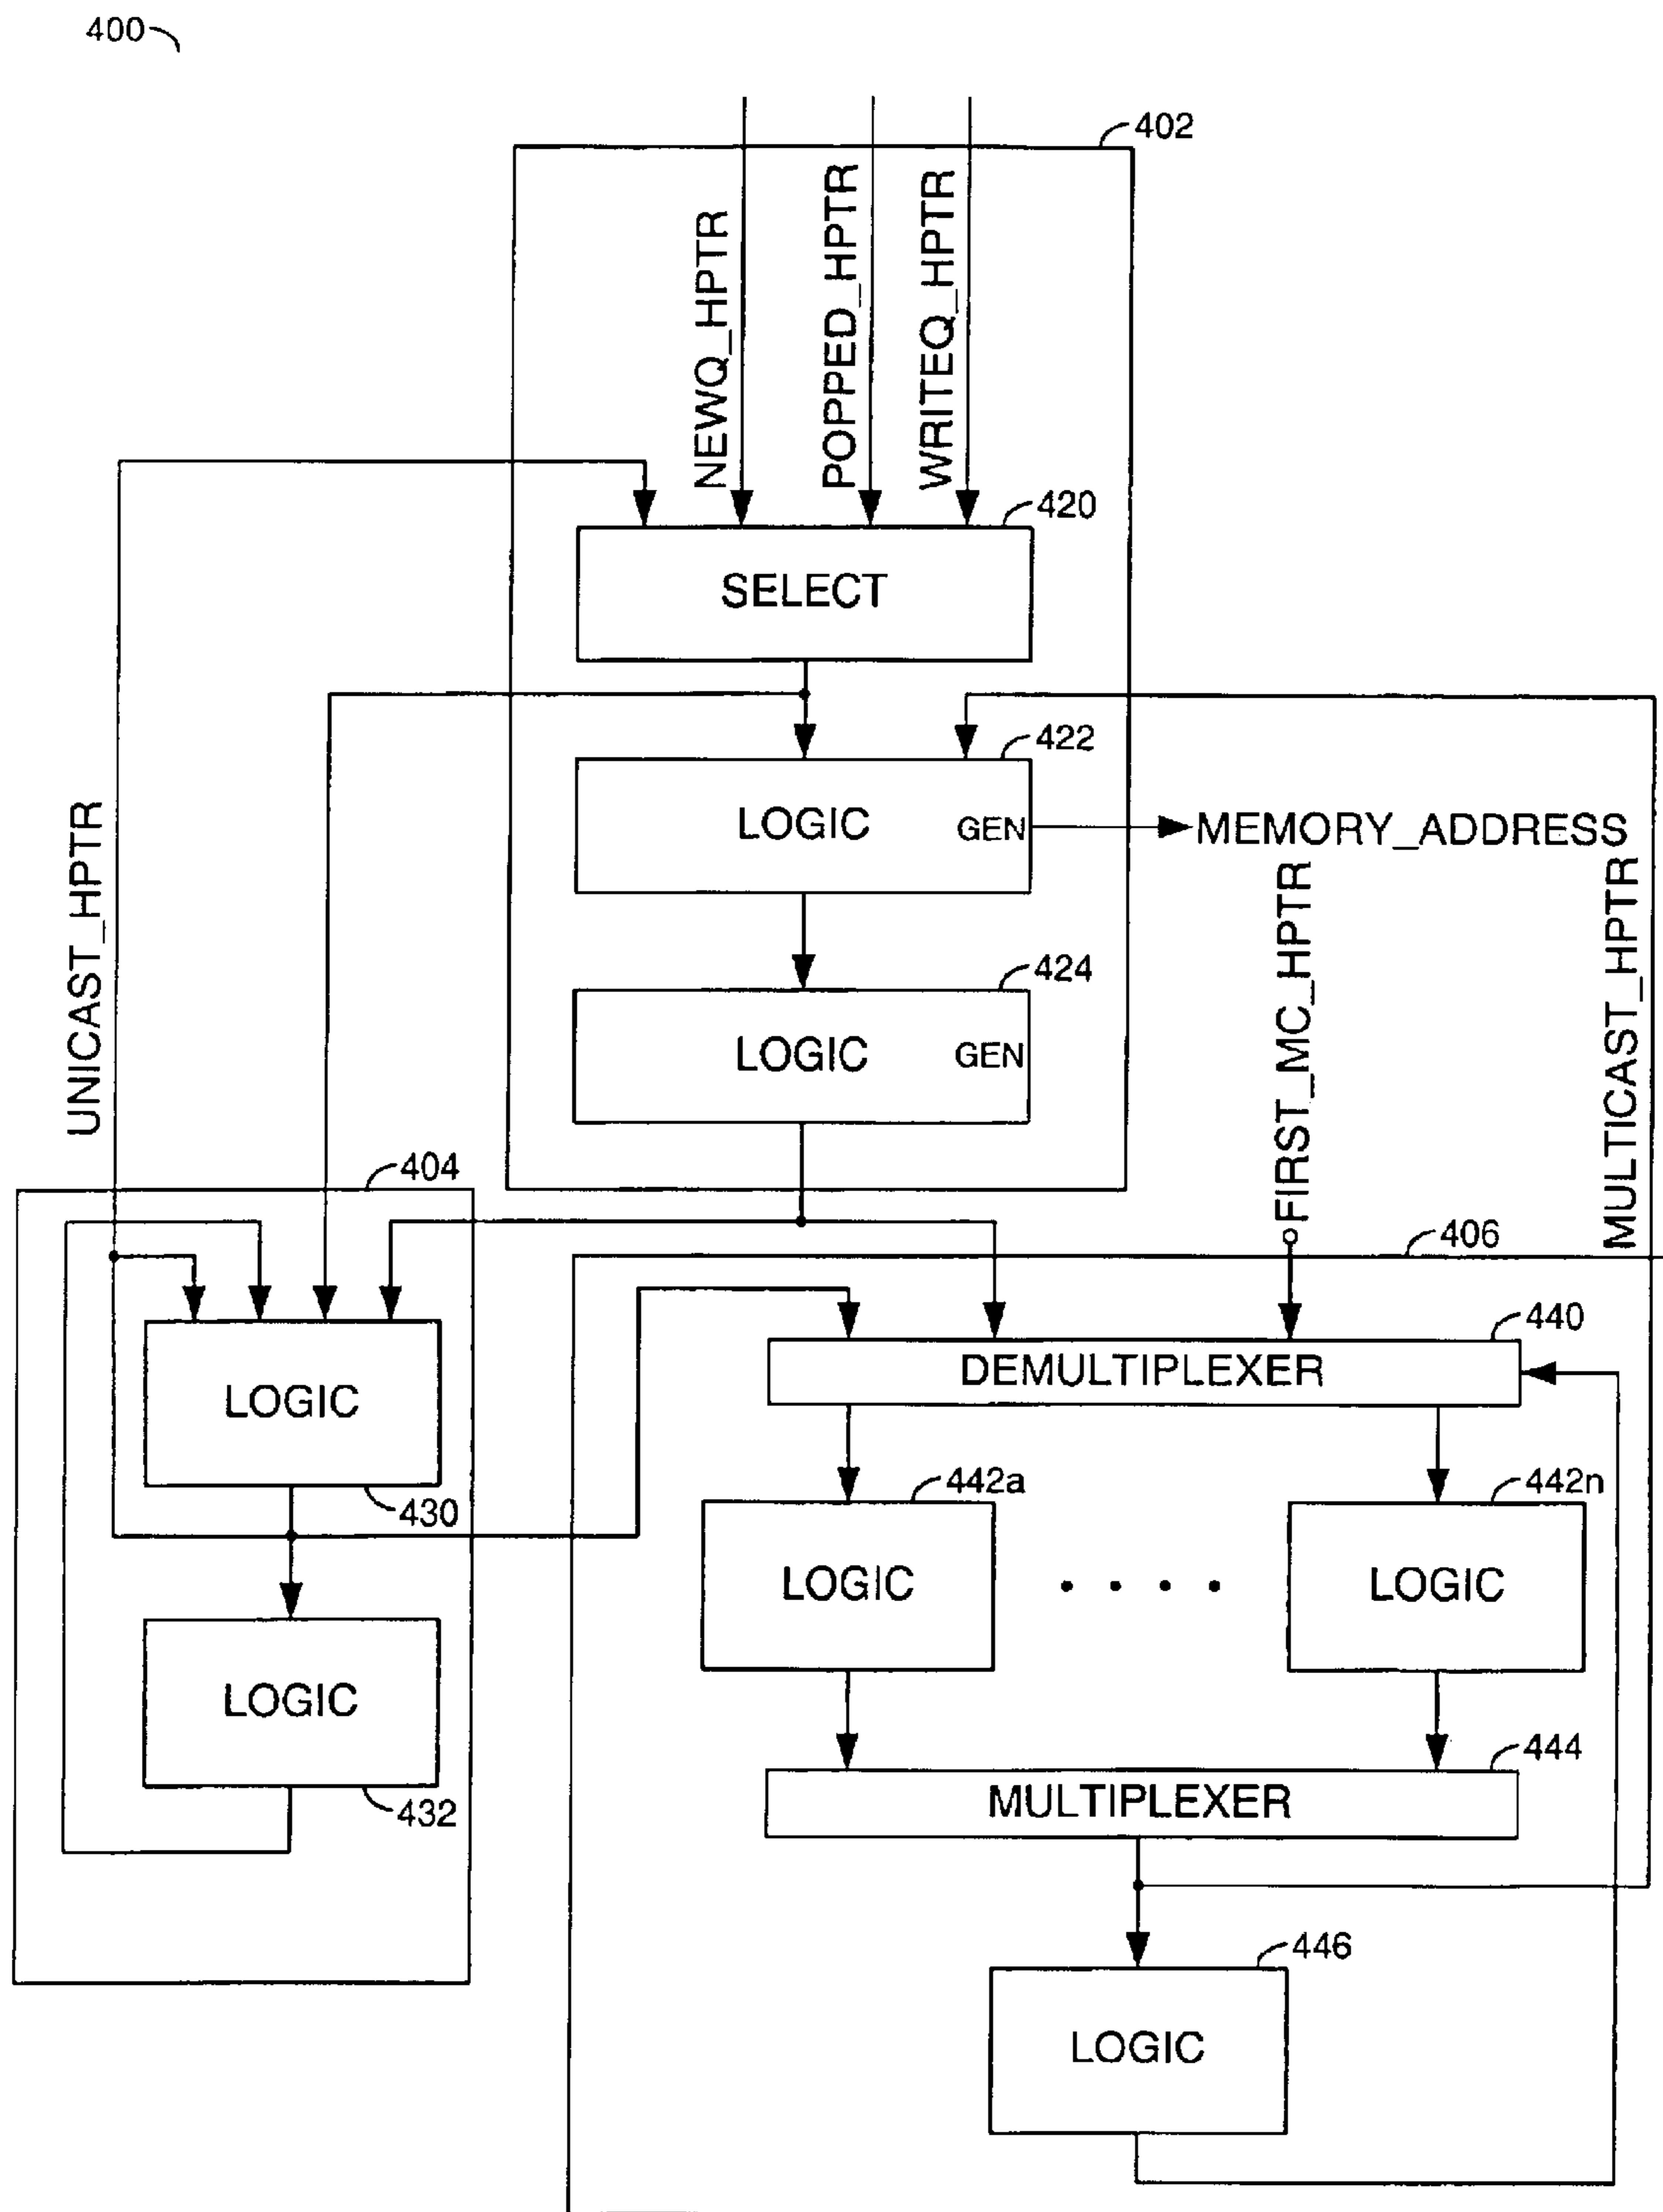 400
402
NEWQ_HPTR
POPPED_HPTR
WRITEQ_HPTR
420
SELECT
422
LOGIC GEN
MEMORY_ADDRESS
UNICAST_HPTR
FIRST_MC_HPTR
MULTICAST_HPTR
424
LOGIC GEN
404
406
440
DEMULTIPLEXER
LOGIC
430
442a
442n
LOGIC
LOGIC
LOGIC
432
444
MULTIPLEXER
446
LOGIC